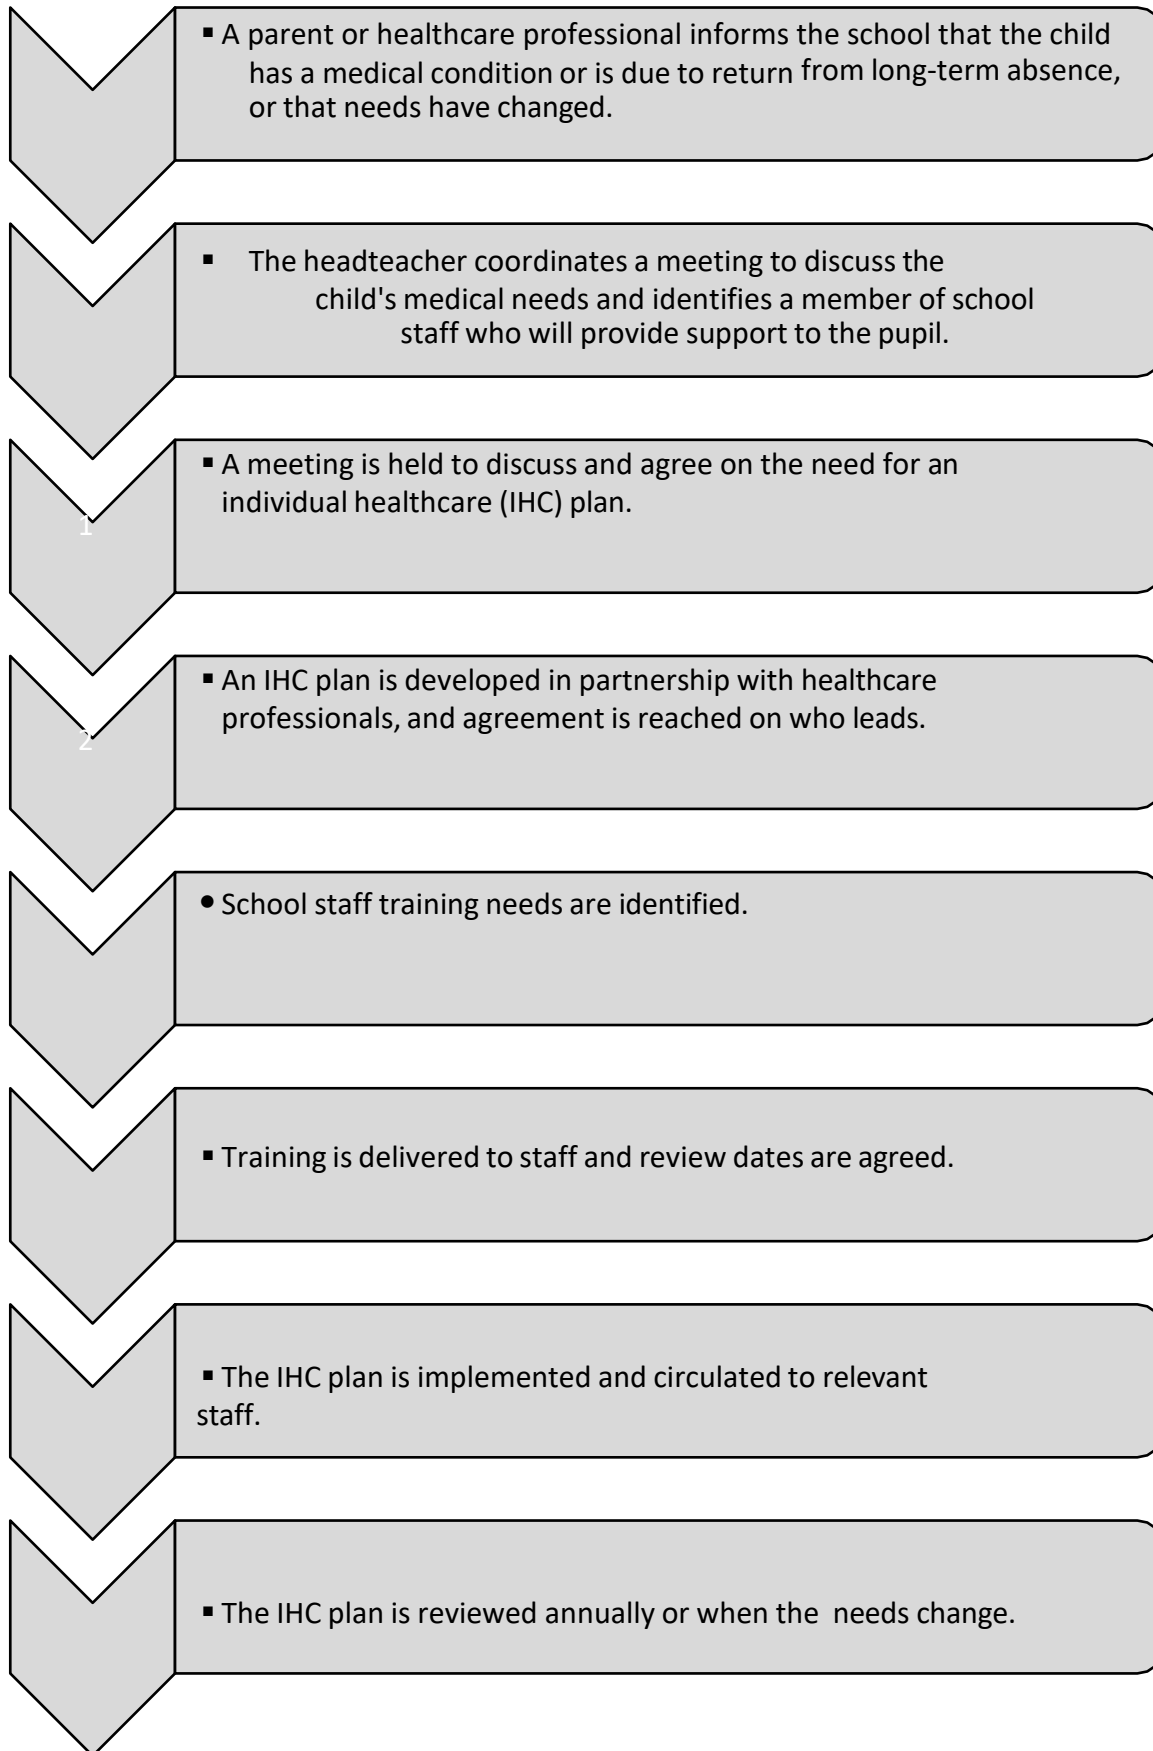 ▪ A parent or healthcare professional informs the school that the child
has a medical condition or is due to return from long-term absence,
or that needs have changed.
▪ The headteacher coordinates a meeting to discuss the
child's medical needs and identifies a member of school
staff who will provide support to the pupil.
▪ A meeting is held to discuss and agree on the need for an
individual healthcare (IHC) plan.
1
▪ An IHC plan is developed in partnership with healthcare
professionals, and agreement is reached on who leads.
2
• School staff training needs are identified.
▪ Training is delivered to staff and review dates are agreed.
▪ The IHC plan is implemented and circulated to relevant
staff.
▪ The IHC plan is reviewed annually or when the needs change.